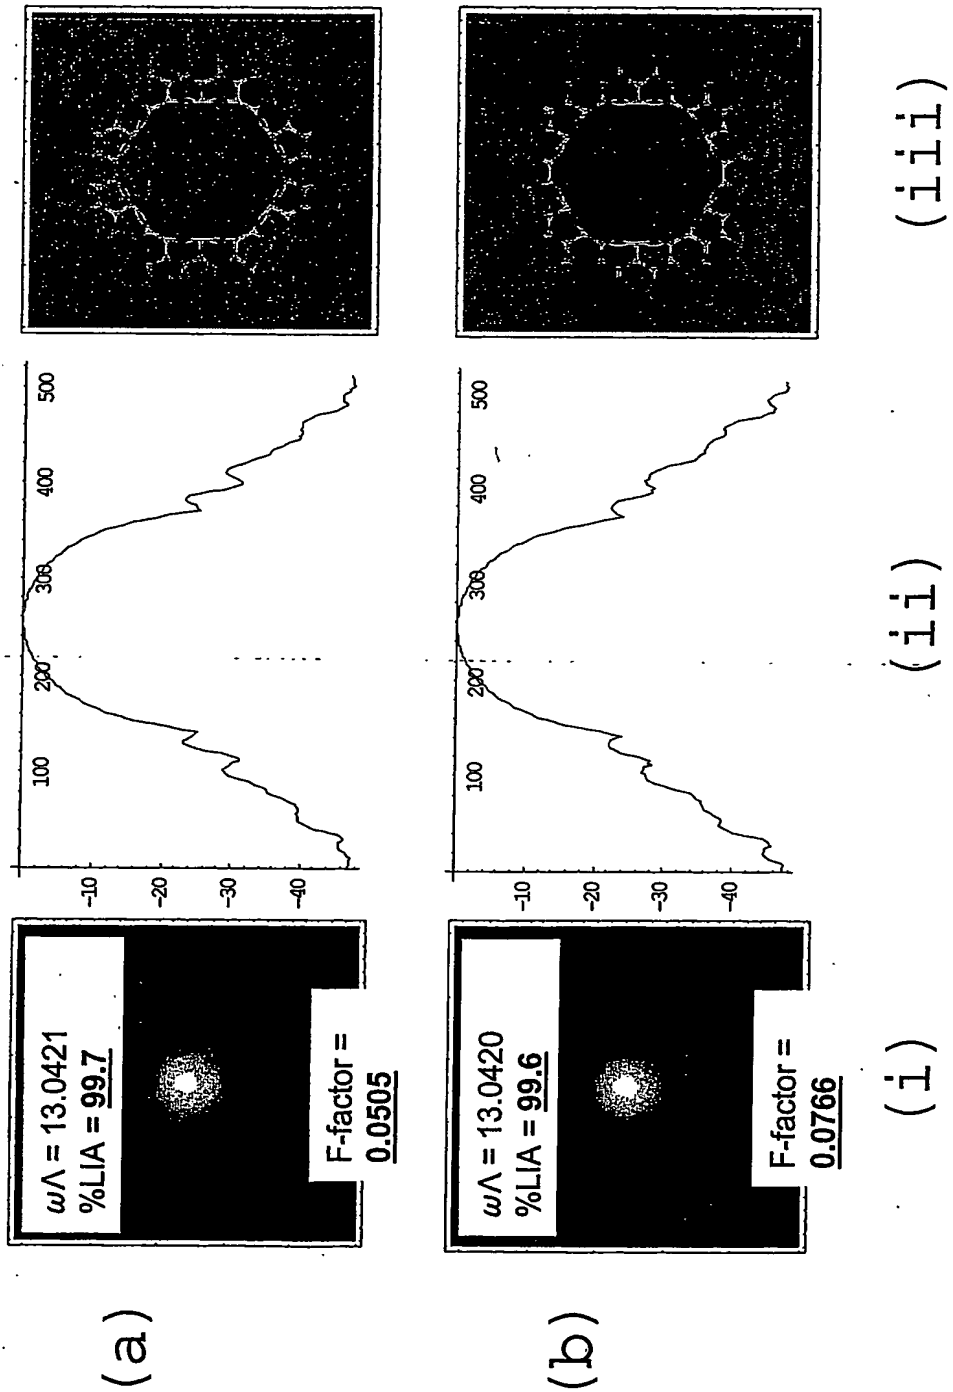 (a)
ωΛ = 13.0421
%LIA = 99.7
F-factor =
0.0505
100
200
300
400
500
-10
-20
-30
-40
(b)
ωΛ = 13.0420
%LIA = 99.6
F-factor =
0.0766
100
200
300
400
500
-10
-20
-30
-40
(i)
(ii)
(iii)